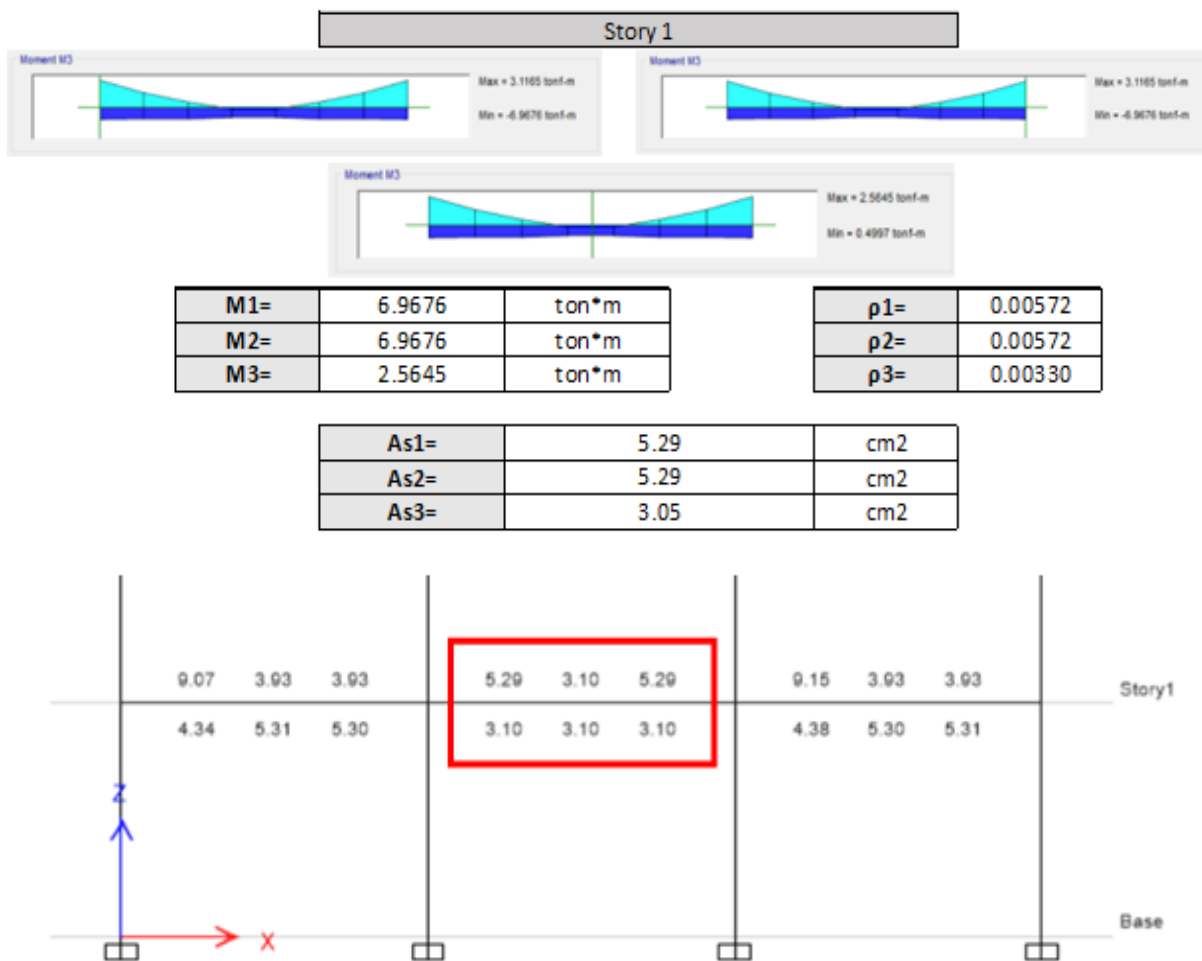 Story 1
Moment M3
Max = 3.1165 tonf-m
Min = -6.9676 tonf-m
Moment M3
Max = 3.1165 tonf-m
Min = -6.9676 tonf-m
Moment M3
Max = 2.5645 tonf-m
Min = 0.4997 tonf-m
M1= 6.9676 ton*m
M2= 6.9676 ton*m
M3= 2.5645 ton*m
ρ1= 0.00572
ρ2= 0.00572
ρ3= 0.00330
As1= 5.29 cm2
As2= 5.29 cm2
As3= 3.05 cm2
9.07 3.93 3.93 5.29 3.10 5.29 9.15 3.93 3.93 Story1
4.34 5.31 5.30 3.10 3.10 3.10 4.38 5.30 5.31
Z
X
Base